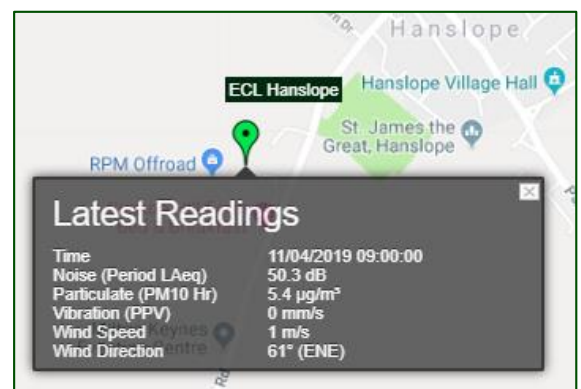 Hanslope
ECL Hanslope
Hanslope Village Hall
St. James the
Great, Hanslope
RPM Offroad
Latest Readings
Time 11/04/2019 09:00:00
Noise (Period LAeq) 50.3 dB
Particulate (PM10 Hr) 5.4 µg/m³
Vibration (PPV) 0 mm/s
Wind Speed 1 m/s
Wind Direction 61° (ENE)